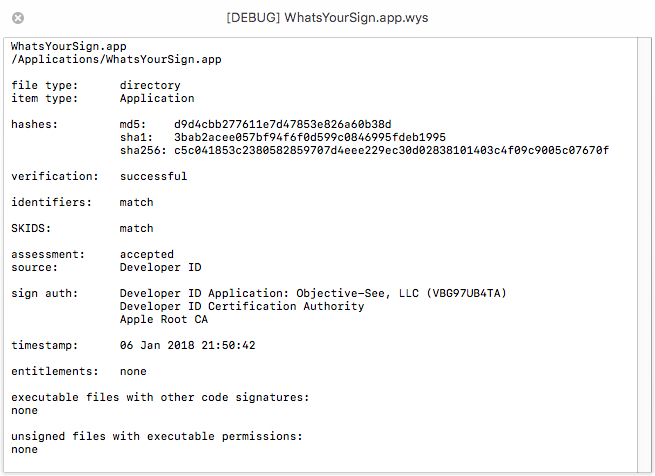 [DEBUG] WhatsYourSign.app.wys
WhatsYourSign.app
/Applications/WhatsYourSign.app
file type: directory
item type: Application
hashes: md5: d9d4cbb277611e7d47853e826a60b38d
sha1: 3bab2acee057bf94f6f0d599c0846995fdeb1995
sha256: c5c041853c2380582859707d4eee229ec30d02838101403c4f09c9005c07670f
verification: successful
identifiers: match
SKIDS: match
assessment: accepted
source: Developer ID
sign auth: Developer ID Application: Objective-See, LLC (VBG97UB4TA)
Developer ID Certification Authority
Apple Root CA
timestamp: 06 Jan 2018 21:50:42
entitlements: none
executable files with other code signatures:
none
unsigned files with executable permissions:
none